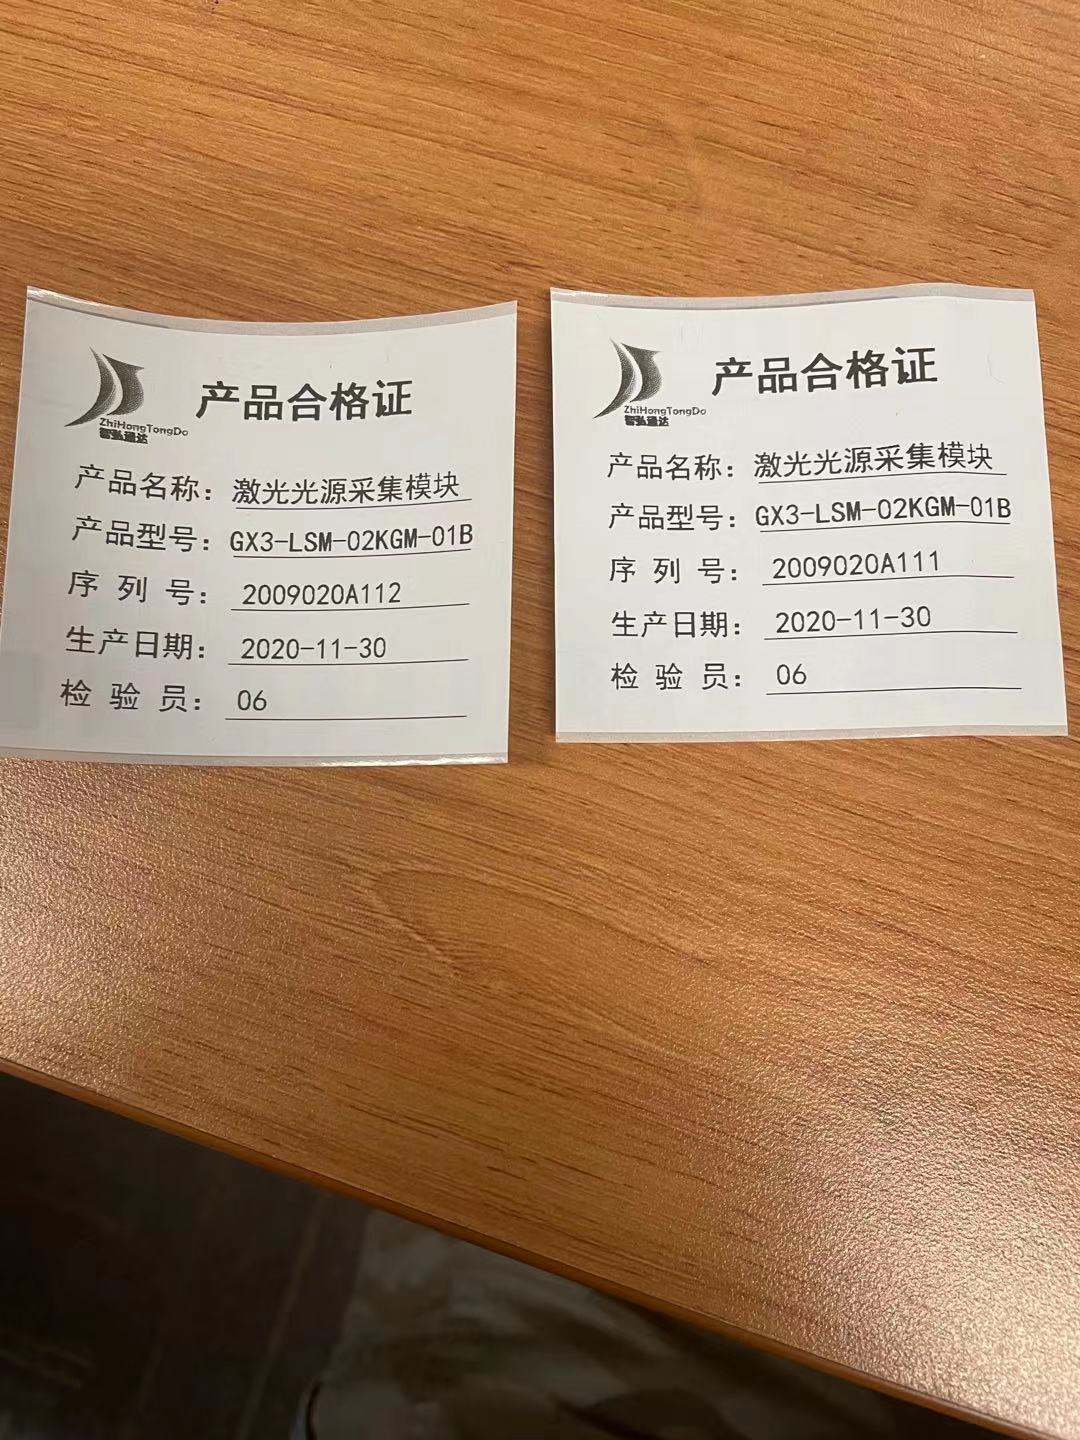 ZhiHongTongDa
智弘通达
产品合格证
产品名称：激光光源采集模块
产品型号：GX3-LSM-02KGM-01B
序 列 号：2009020A112
生产日期：2020-11-30
检 验 员：06
ZhiHongTongDa
智弘通达
产品合格证
产品名称：激光光源采集模块
产品型号：GX3-LSM-02KGM-01B
序 列 号：2009020A111
生产日期：2020-11-30
检 验 员：06